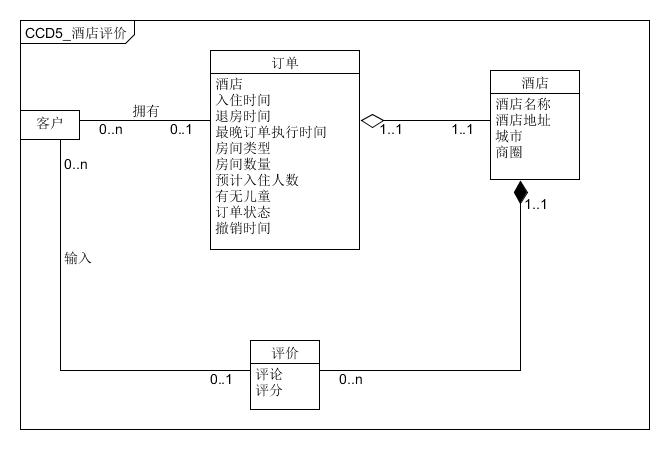 CCD5_酒店评价
订单
酒店
入住时间
退房时间
最晚订单执行时间
房间类型
房间数量
预计入住人数
有无儿童
订单状态
撤销时间
酒店
酒店名称
酒店地址
城市
商圈
客户
拥有
0..n
0..1
1..1
1..1
0..n
1..1
输入
评价
评论
评分
0..1
0..n